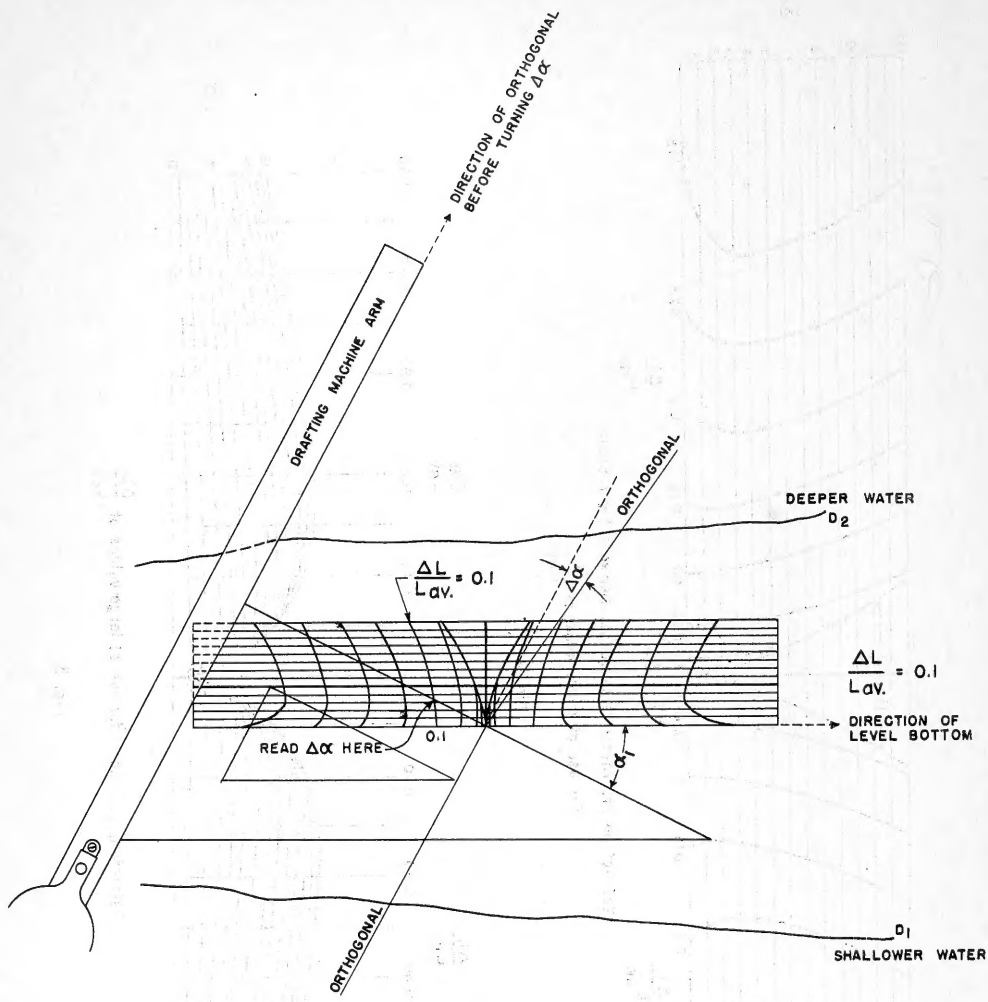 DIRECTION OF ORTHOGONAL
BEFORE TURNING Δα
DRAFTING MACHINE ARM
ORTHOGONAL
DEEPER WATER
D2
Δα
ΔL
Lav. = 0.1
ΔL
Lav. = 0.1
DIRECTION OF
LEVEL BOTTOM
READ Δα HERE
0.1
α1
ORTHOGONAL
D1
SHALLOWER WATER